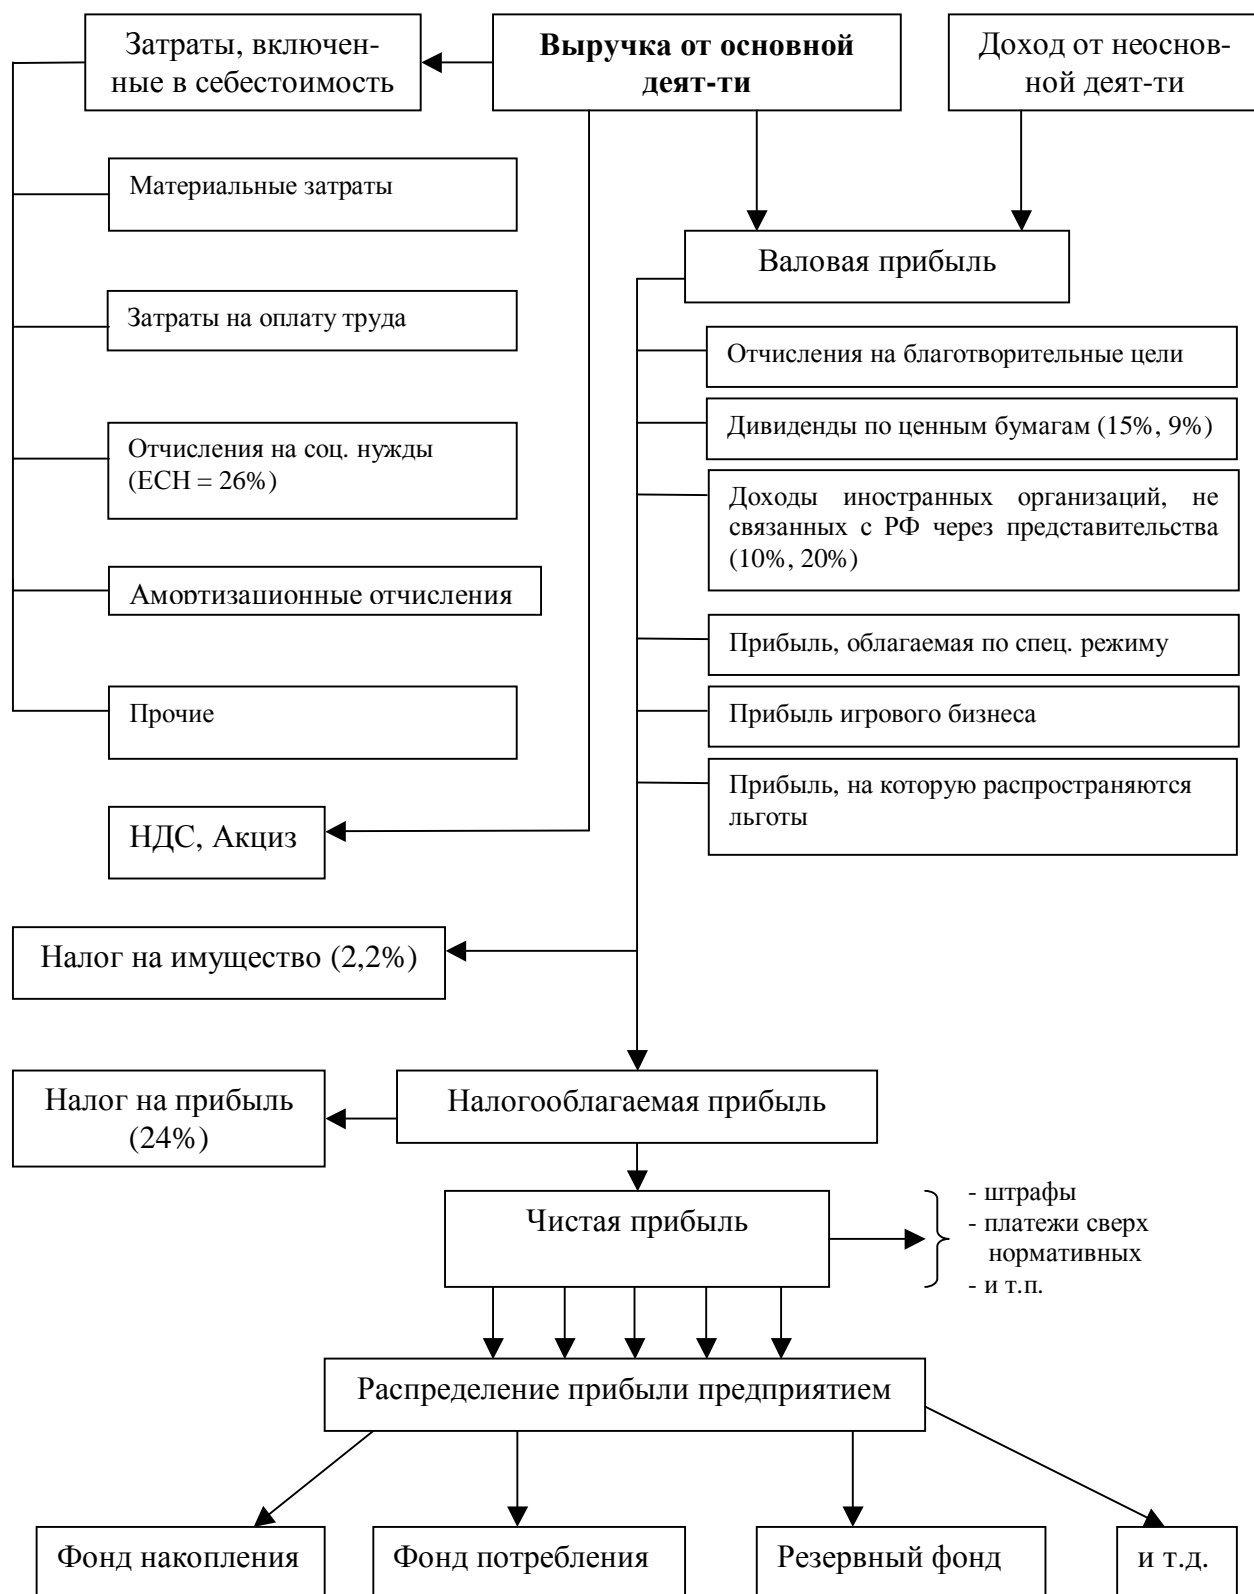 Затраты, включен-
ные в себестоимость
Выручка от основной
деят-ти
Доход от неоснов-
ной деят-ти
Материальные затраты
Валовая прибыль
Затраты на оплату труда
Отчисления на благотворительные цели
Дивиденды по ценным бумагам (15%, 9%)
Отчисления на соц. нужды
(ЕСН = 26%)
Доходы иностранных организаций, не
связанных с РФ через представительства
(10%, 20%)
Амортизационные отчисления
Прибыль, облагаемая по спец. режиму
Прочие
Прибыль игрового бизнеса
Прибыль, на которую распространяются
льготы
НДС, Акциз
Налог на имущество (2,2%)
Налог на прибыль
(24%)
Налогооблагаемая прибыль
Чистая прибыль
- штрафы
- платежи сверх
нормативных
- и т.п.
Распределение прибыли предприятием
Фонд накопления
Фонд потребления
Резервный фонд
и т.д.